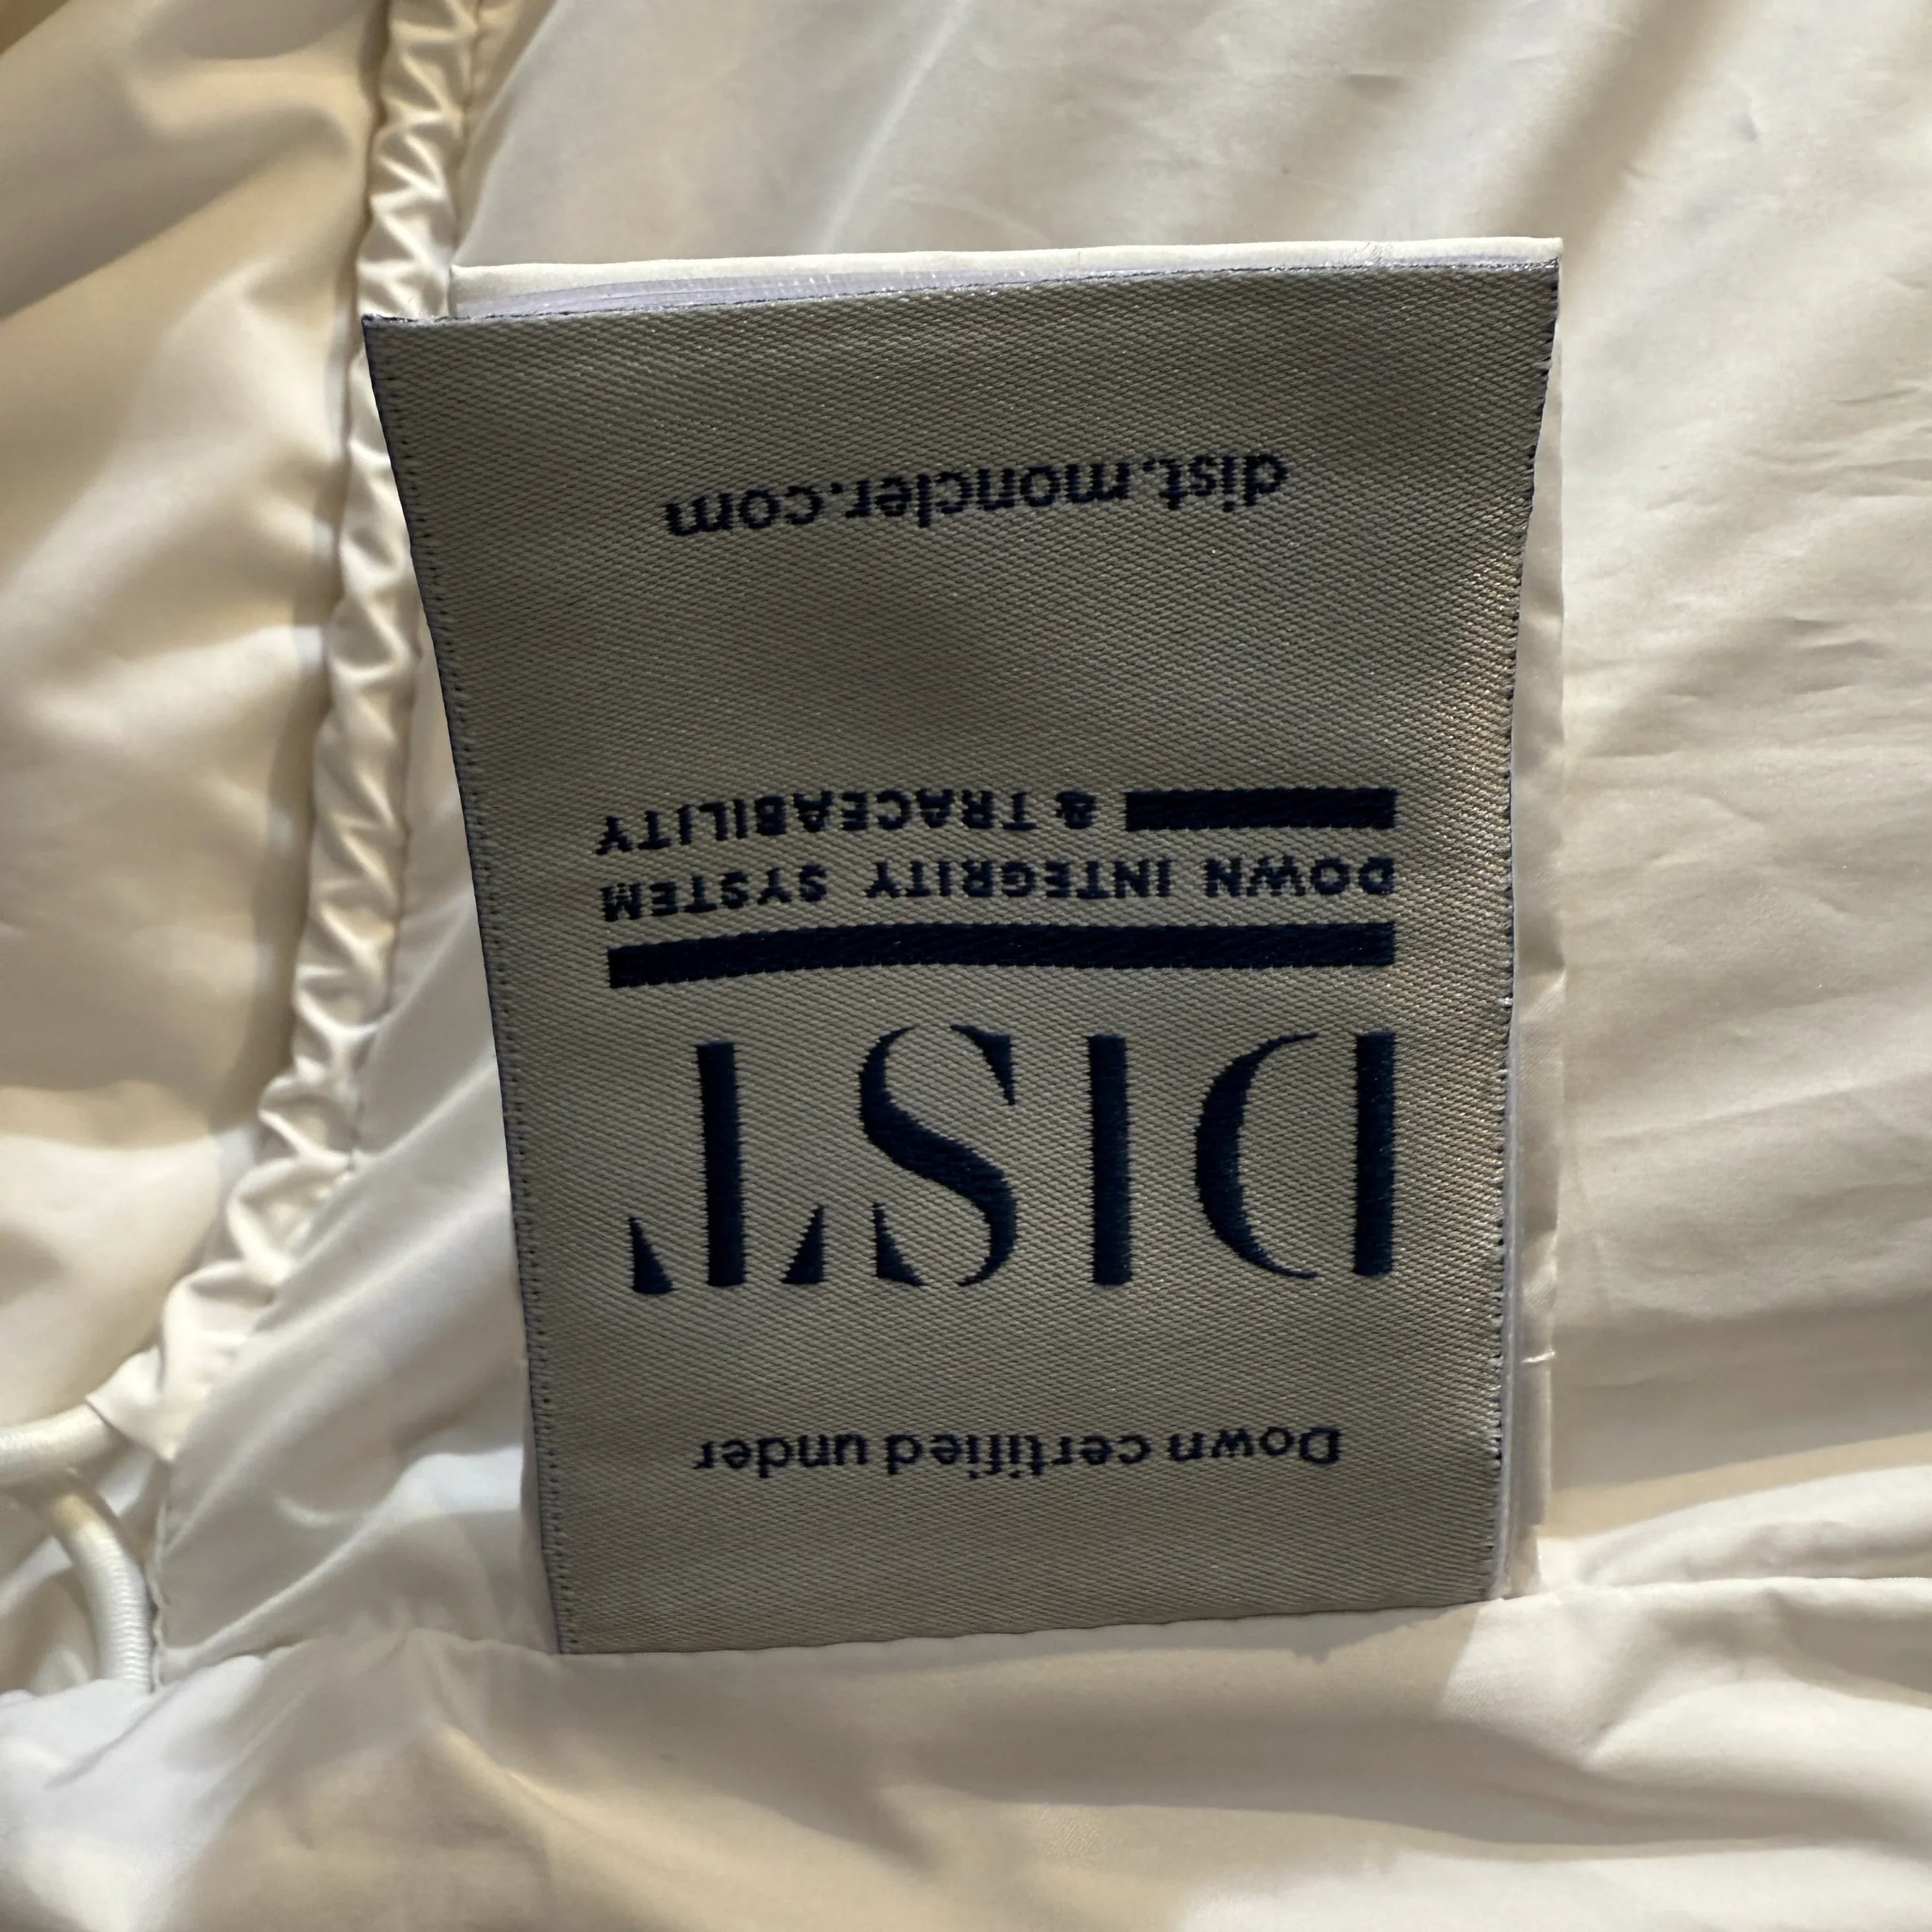 Down certified under
DIST
DOWN INTEGRITY SYSTEM
& TRACEABILITY
dist.moncler.com